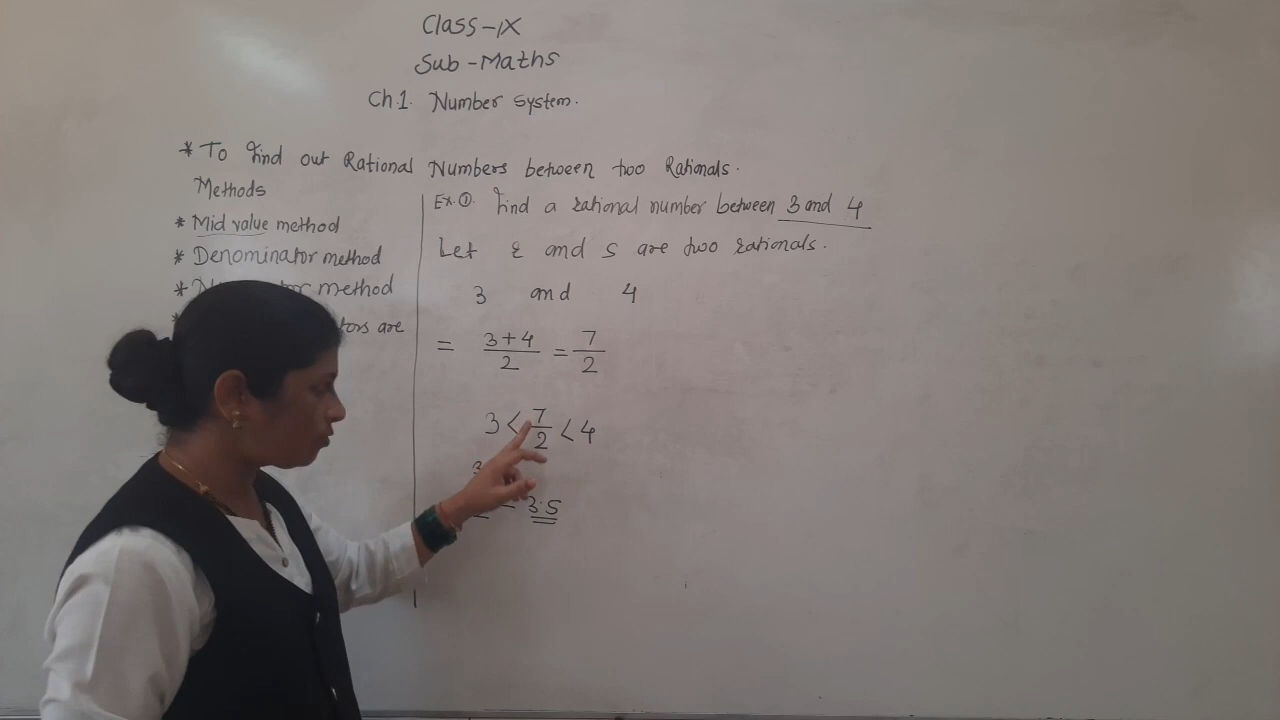 Class-IX
Sub-Maths
Ch.1. Number system.
* To find out Rational Numbers between two Rationals.
Methods
* Mid value method
* Denominator method
* method
* are
Ex.① find a rational number between 3 and 4
Let r and s are two rationals.
3 and 4
= 3+4/2 = 7/2
3 < 7/2 < 4
= 3.5